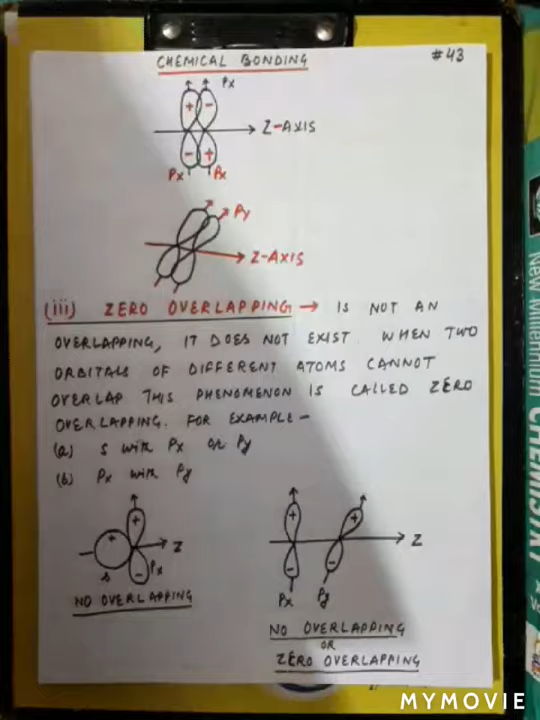 CHEMICAL BONDING
#43
Px
+ -
Z-AXIS
- +
Px Px
Py
Z-AXIS
(iii) ZERO OVERLAPPING → IS NOT AN
OVERLAPPING, IT DOES NOT EXIST. WHEN TWO
ORBITALS OF DIFFERENT ATOMS CANNOT
OVERLAP THIS PHENOMENON IS CALLED ZERO
OVERLAPPING. FOR EXAMPLE -
(a) S with Px or Py
(b) Px with Py
+ +
Z
s - Px
NO OVERLAPPING
+ +
Z
- -
Px Py
NO OVERLAPPING
OR
ZERO OVERLAPPING
New Millennium
CHEMISTRY
MYMOVIE